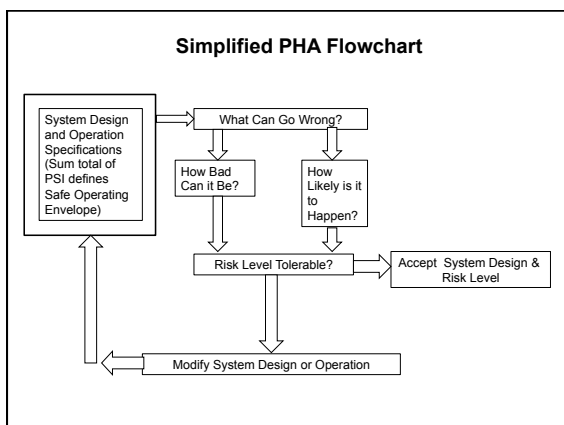 Simplified PHA Flowchart
System Design
and Operation
Specifications
(Sum total of
PSI defines
Safe Operating
Envelope)
What Can Go Wrong?
How Bad
Can it Be?
How
Likely is it
to
Happen?
Risk Level Tolerable?
Accept System Design &
Risk Level
Modify System Design or Operation